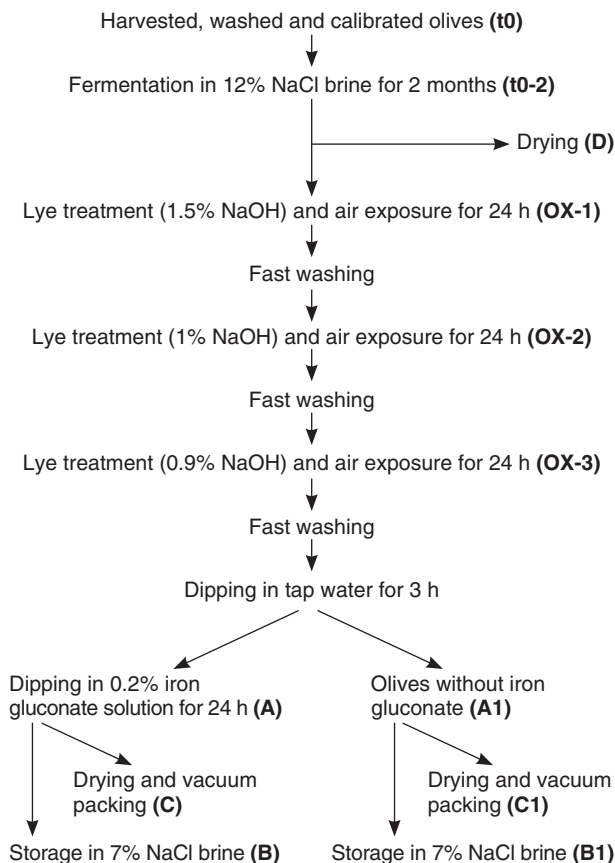 Harvested, washed and calibrated olives (t0)
Fermentation in 12% NaCl brine for 2 months (t0-2)
Drying (D)
Lye treatment (1.5% NaOH) and air exposure for 24 h (OX-1)
Fast washing
Lye treatment (1% NaOH) and air exposure for 24 h (OX-2)
Fast washing
Lye treatment (0.9% NaOH) and air exposure for 24 h (OX-3)
Fast washing
Dipping in tap water for 3 h
Dipping in 0.2% iron
gluconate solution for 24 h (A)
Olives without iron
gluconate (A1)
Drying and vacuum
packing (C)
Drying and vacuum
packing (C1)
Storage in 7% NaCl brine (B)
Storage in 7% NaCl brine (B1)